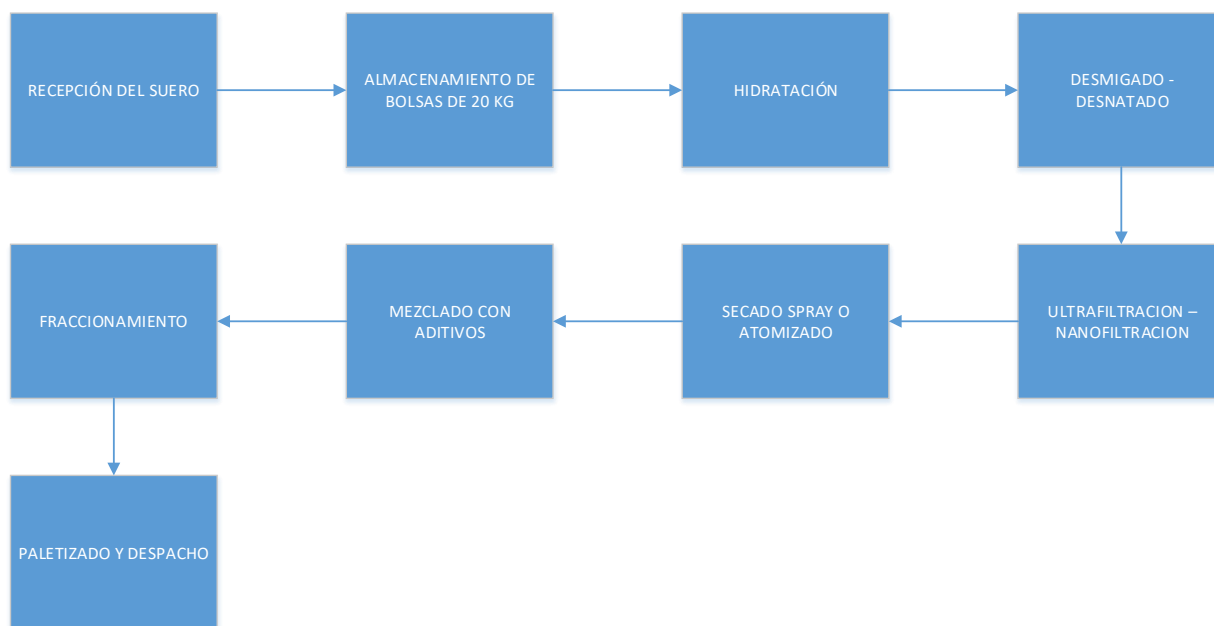 RECEPCIÓN DEL SUERO
ALMACENAMIENTO DE
BOLSAS DE 20 KG
HIDRATACIÓN
DESMIGADO -
DESNATADO
FRACCIONAMIENTO
MEZCLADO CON
ADITIVOS
SECADO SPRAY O
ATOMIZADO
ULTRAFILTRACION –
NANOFILTRACION
PALETIZADO Y DESPACHO